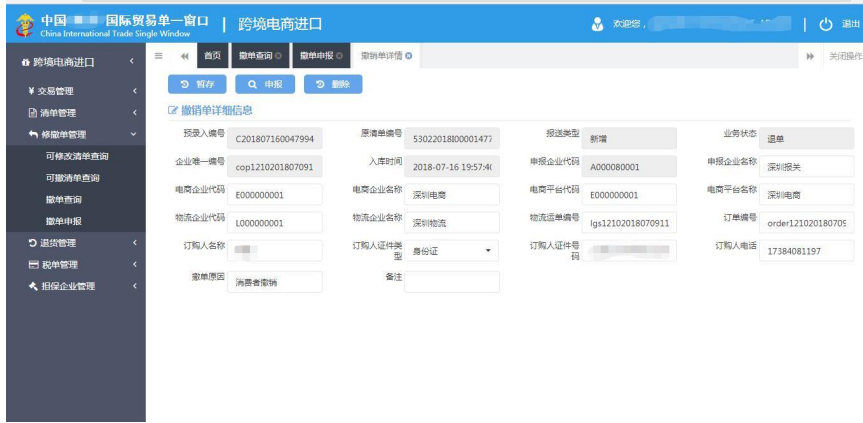 中国 国际贸易单一窗口 | 跨境电商进口 欢迎您, | 退出
China International Trade Single Window
跨境电商进口 首页 撤单查询 撤单申报 撤销单详情 关闭操作
¥ 交易管理
清单管理
修撤单管理
可修改清单查询
可撤清单查询
撤单查询
撤单申报
退货管理
税单管理
担保企业管理
暂存 申报 删除
撤销单详细信息
预录入编号 C201807160047994 原清单编号 53022018I00001477 报送类型 新增 业务状态 退单
企业唯一编号 cop1210201807091 入库时间 2018-07-16 19:57:4( 申报企业代码 A000080001 申报企业名称 深圳报关
电商企业代码 E000000001 电商企业名称 深圳电商 电商平台代码 E000000001 电商平台名称 深圳电商
物流企业代码 L000000001 物流企业名称 深圳物流 物流运单编号 lgs12102018070911 订单编号 order121020180709
订购人名称 订购人证件类型 身份证 订购人证件号码 订购人电话 17384081197
撤单原因 消费者撤销 备注